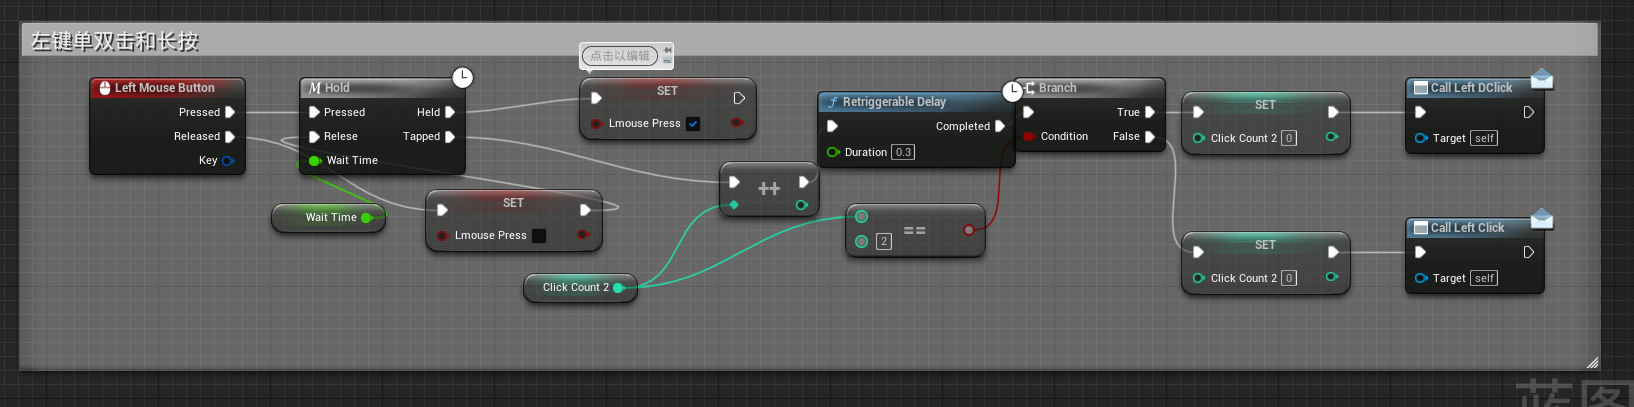 左键单双击和长按
点击以编辑
Left Mouse Button
Pressed
Released
Key
Hold
Pressed
Held
Relese
Tapped
Wait Time
Wait Time
SET
Lmouse Press
SET
Lmouse Press
Click Count 2
++
Retriggerable Delay
Completed
Duration 0.3
2 ==
Branch
True
Condition
False
SET
Click Count 2 0
Call Left DClick
Target self
SET
Click Count 2 0
Call Left Click
Target self
蓝图